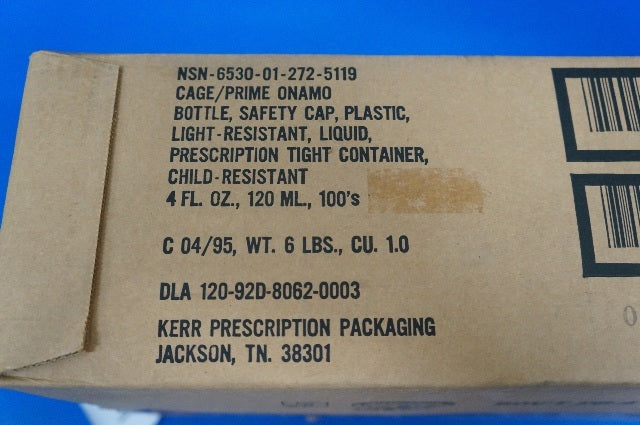 NSN-6530-01-272-5119
CAGE/PRIME ONAMO
BOTTLE, SAFETY CAP, PLASTIC,
LIGHT-RESISTANT, LIQUID,
PRESCRIPTION TIGHT CONTAINER,
CHILD-RESISTANT
4 FL. OZ., 120 ML., 100's
C 04/95, WT. 6 LBS., CU. 1.0
DLA 120-92D-8062-0003
KERR PRESCRIPTION PACKAGING
JACKSON, TN. 38301